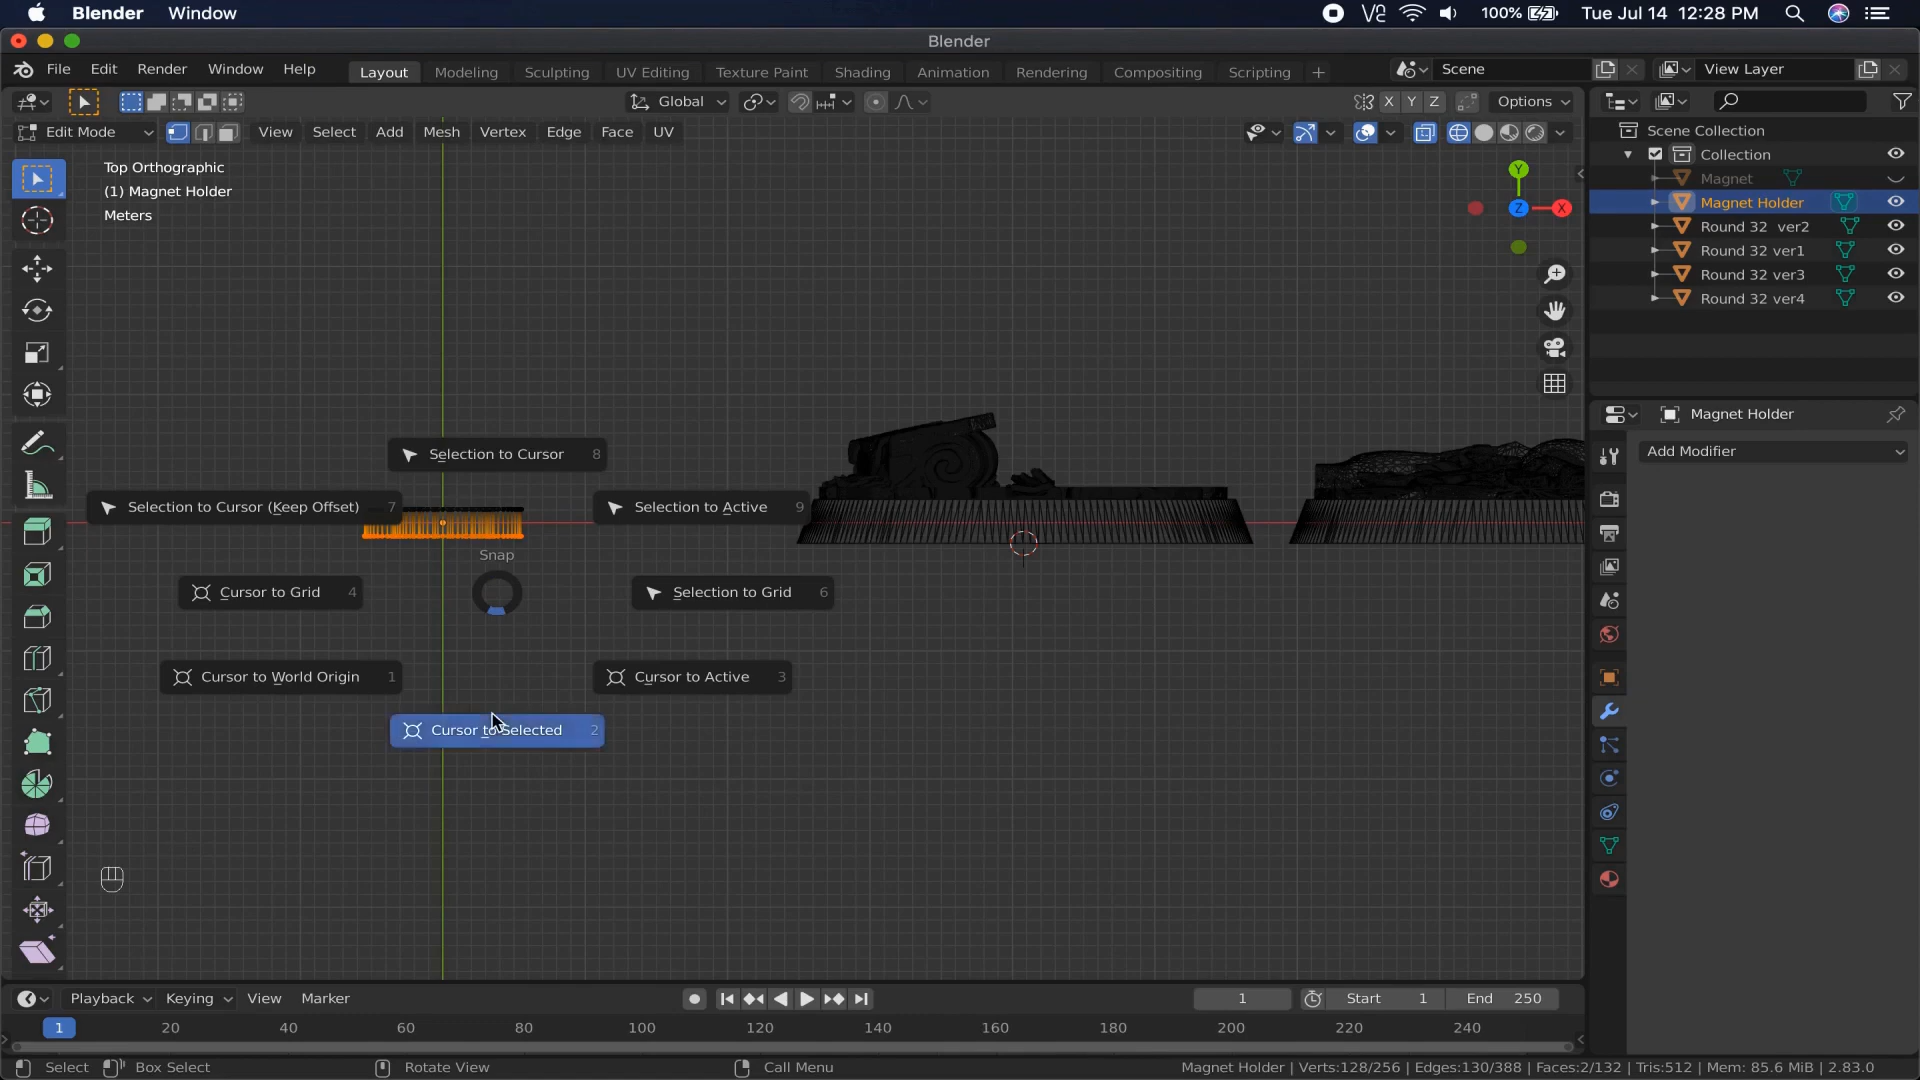 Blender Window 100% Tue Jul 14 12:28 PM
Blender
File Edit Render Window Help Layout Modeling Sculpting UV Editing Texture Paint Shading Animation Rendering Compositing Scripting + Scene View Layer
Global X Y Z Options
Edit Mode View Select Add Mesh Vertex Edge Face UV
Top Orthographic
(1) Magnet Holder
Meters
Y
Z X
Scene Collection
Collection
Magnet
Magnet Holder
Round 32 ver2
Round 32 ver1
Round 32 ver3
Round 32 ver4
Magnet Holder
Add Modifier
Selection to Cursor 8
Selection to Cursor (Keep Offset) 7
Selection to Active 9
Snap
Cursor to Grid 4
Selection to Grid 6
Cursor to World Origin 1
Cursor to Active 3
Cursor to Selected 2
Playback Keying View Marker 1 Start 1 End 250
1 20 40 60 80 100 120 140 160 180 200 220 240
Select Box Select Rotate View Call Menu Magnet Holder | Verts:128/256 | Edges:130/388 | Faces:2/132 | Tris:512 | Mem: 85.6 MiB | 2.83.0